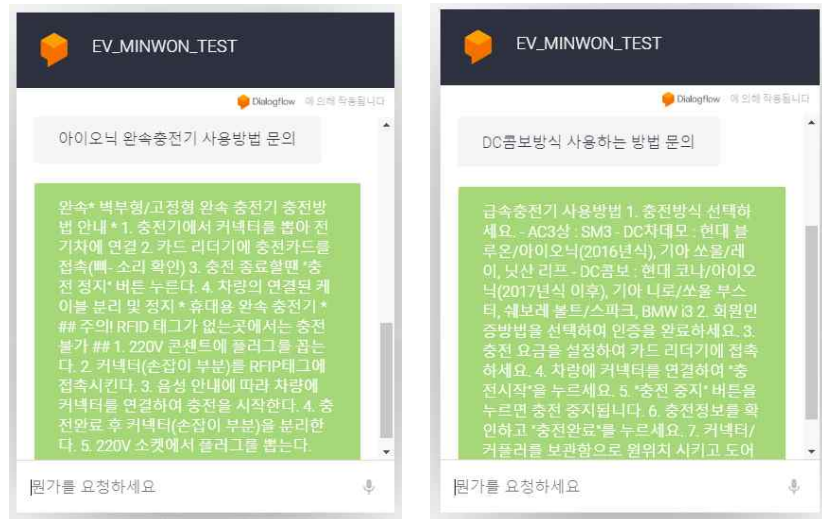 EV_MINWON_TEST
Dialogflow 에 의해 작동됩니다
아이오닉 완속충전기 사용방법 문의
완속* 벽부형/고정형 완속 충전기 충전방
법 안내 * 1. 충전기에서 커넥터를 뽑아 전
기차에 연결 2. 카드 리더기에 충전카드를
접촉(삑- 소리 확인) 3. 충전 종료할땐 "충
전 정지" 버튼 누른다. 4. 차량의 연결된 케
이블 분리 및 정지 * 휴대용 완속 충전기 *
## 주의! RFID 태그가 없는곳에서는 충전
불가 ## 1. 220V 콘센트에 플러그를 꼽는
다. 2. 커넥터(손잡이 부분)를 RFIP태그에
접촉시킨다. 3. 음성 안내에 따라 차량에
커넥터를 연결하여 충전을 시작한다. 4. 충
전완료 후 커넥터(손잡이 부분)을 분리한
다. 5. 220V 소켓에서 플러그를 뽑는다.
뭔가를 요청하세요
EV_MINWON_TEST
Dialogflow 에 의해 작동됩니다
DC콤보방식 사용하는 방법 문의
급속충전기 사용방법 1. 충전방식 선택하
세요. - AC3상 : SM3 - DC차데모 : 현대 블
루온/아이오닉(2016년식), 기아 쏘울/레
이, 닛산 리프 - DC콤보 : 현대 코나/아이오
닉(2017년식 이후), 기아 니로/쏘울 부스
터, 쉐보레 볼트/스파크, BMW i3 2. 회원인
증방법을 선택하여 인증을 완료하세요. 3.
충전 요금을 설정하여 카드 리더기에 접촉
하세요. 4. 차량에 커넥터를 연결하여 "충
전시작"을 누르세요. 5. "충전 중지" 버튼을
누르면 충전 중지됩니다. 6. 충전정보를 확
인하고 "충전완료"를 누르세요. 7. 커넥터/
커플러를 보관함으로 원위치 시키고 도어
뭔가를 요청하세요